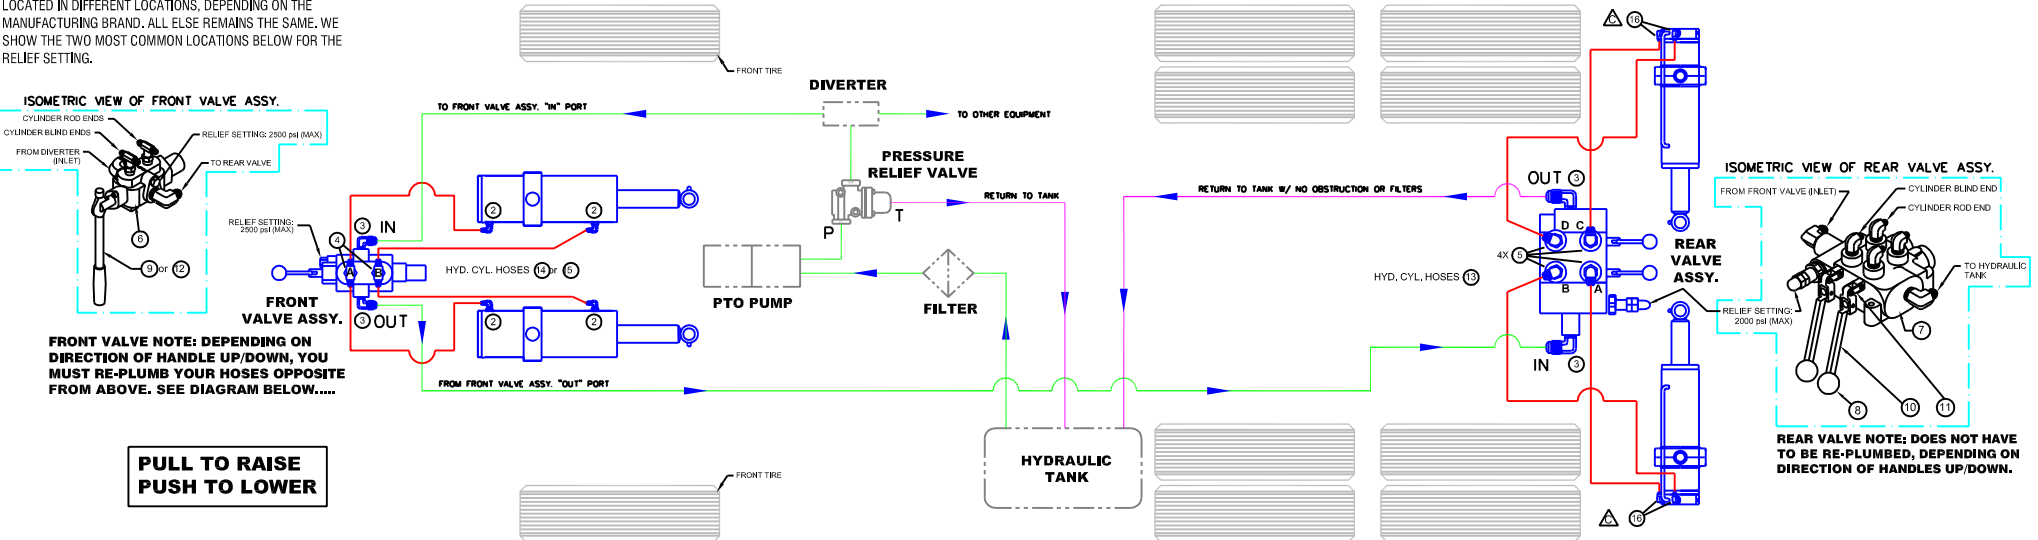 LOCATED IN DIFFERENT LOCATIONS, DEPENDING ON THE
MANUFACTURING BRAND. ALL ELSE REMAINS THE SAME. WE
SHOW THE TWO MOST COMMON LOCATIONS BELOW FOR THE
RELIEF SETTING.
ISOMETRIC VIEW OF FRONT VALVE ASSY.
CYLINDER ROD ENDS
CYLINDER BLIND ENDS
RELIEF SETTING: 2500 psi (MAX)
FROM DIVERTER
(INLET)
TO REAR VALVE
6
9 or 12
RELIEF SETTING:
2500 psi (MAX)
3 IN
4
A
B
FRONT
VALVE ASSY.
3 OUT
FRONT VALVE NOTE: DEPENDING ON
DIRECTION OF HANDLE UP/DOWN, YOU
MUST RE-PLUMB YOUR HOSES OPPOSITE
FROM ABOVE. SEE DIAGRAM BELOW.....
PULL TO RAISE
PUSH TO LOWER
FRONT TIRE
TO FRONT VALVE ASSY. "IN" PORT
DIVERTER
TO OTHER EQUIPMENT
PRESSURE
RELIEF VALVE
2
2
T
P
RETURN TO TANK
HYD. CYL. HOSES 14 or 5
PTO PUMP
FILTER
2
2
FROM FRONT VALVE ASSY. "OUT" PORT
HYDRAULIC
TANK
FRONT TIRE
RETURN TO TANK W/ NO OBSTRUCTION OR FILTERS
C 16
OUT 3
D C
4X 5
HYD. CYL. HOSES 13
B A
REAR
VALVE
ASSY.
IN 3
C 16
ISOMETRIC VIEW OF REAR VALVE ASSY.
FROM FRONT VALVE (INLET)
CYLINDER BLIND END
CYLINDER ROD END
TO HYDRAULIC
TANK
RELIEF SETTING:
2000 psi (MAX)
7
8
10
11
REAR VALVE NOTE: DOES NOT HAVE
TO BE RE-PLUMBED, DEPENDING ON
DIRECTION OF HANDLES UP/DOWN.